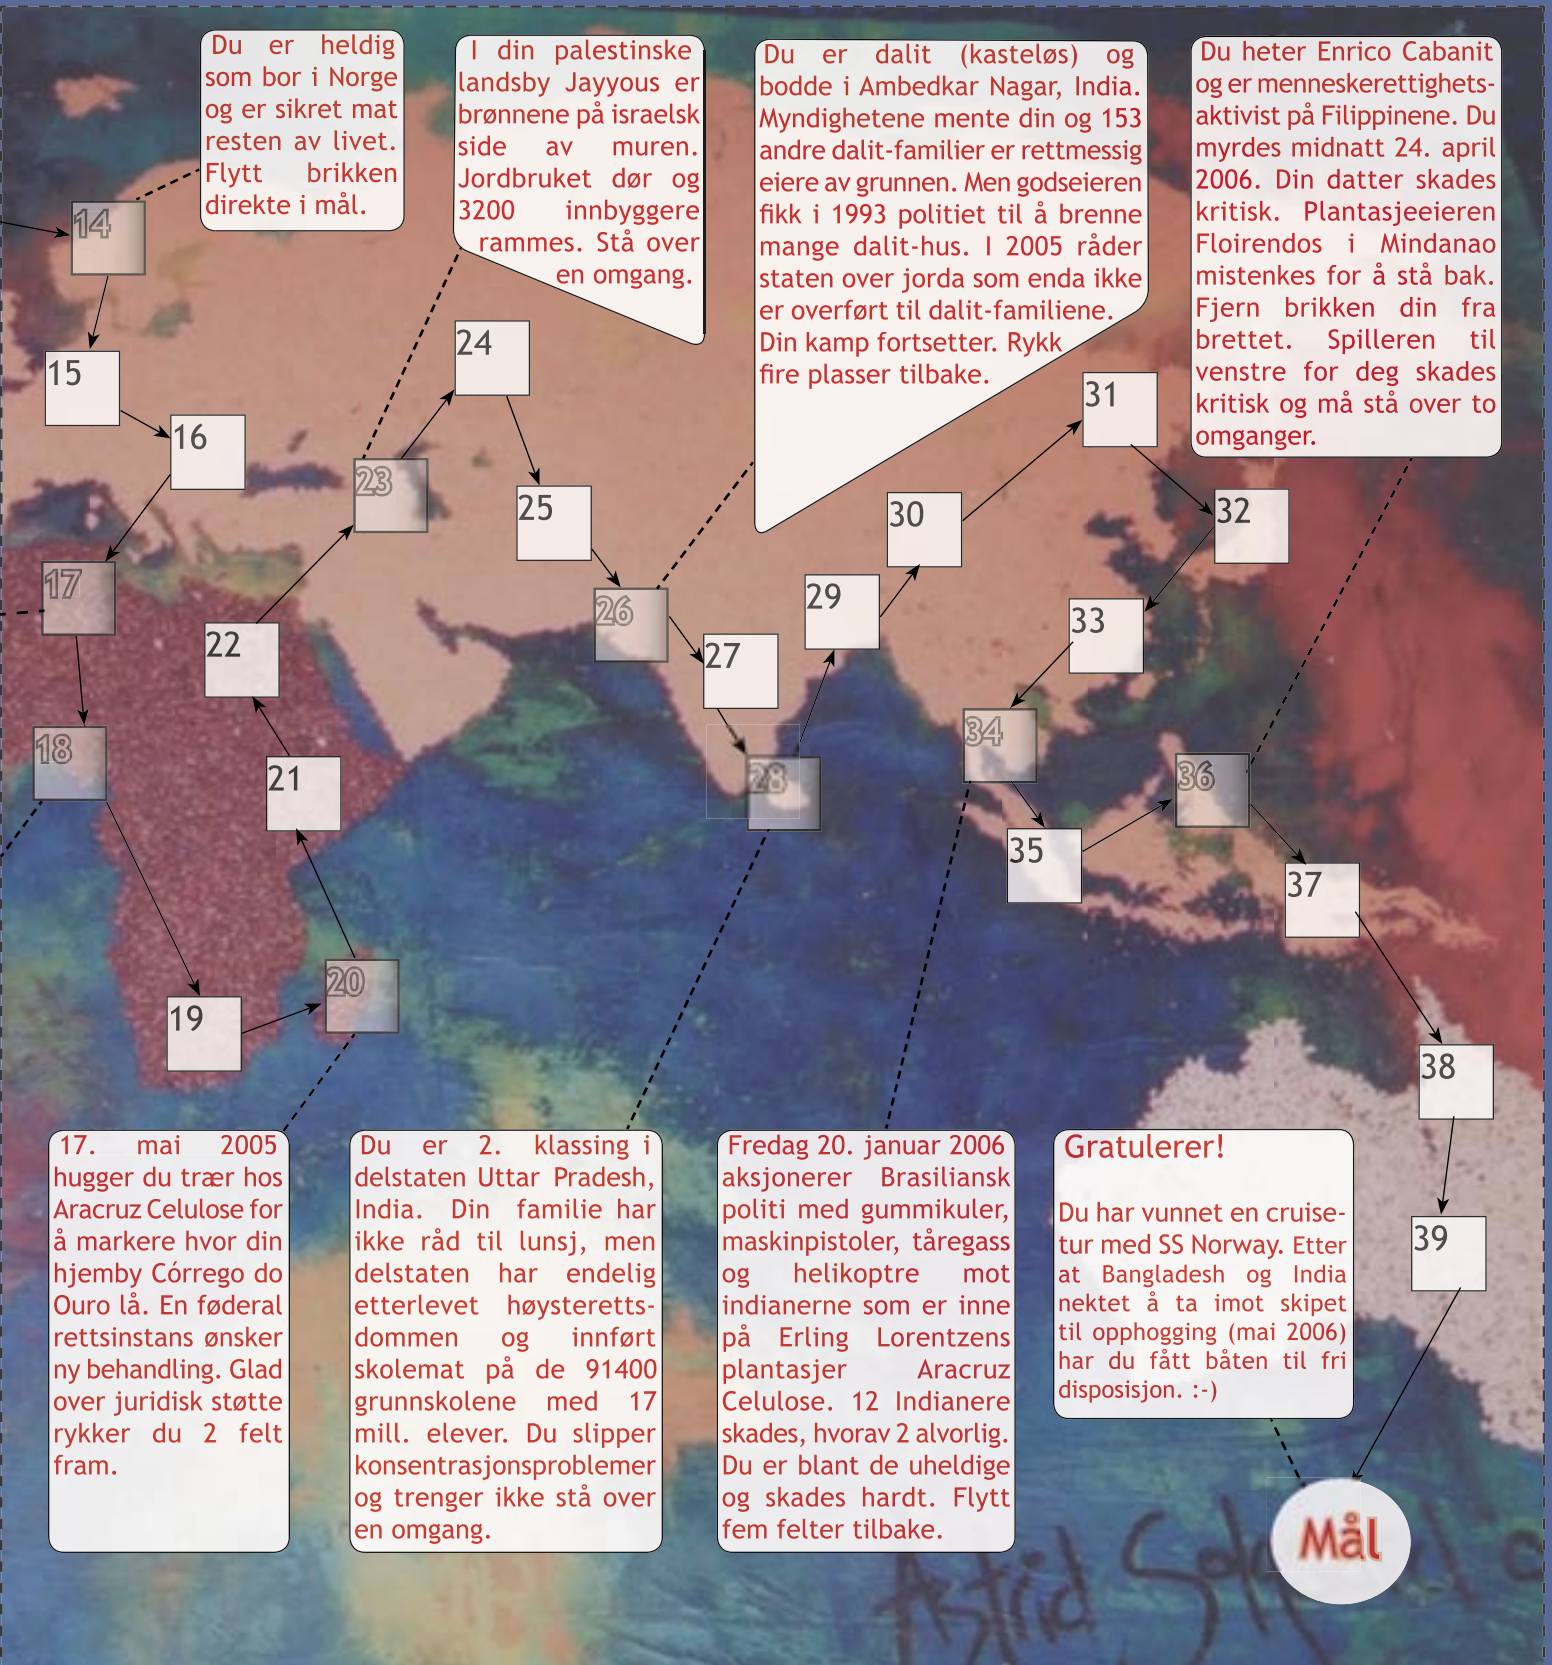 Du er heldig
som bor i Norge
og er sikret mat
resten av livet.
Flytt brikken
direkte i mål.
I din palestinske
landsby Jayyous er
brønnene på israelsk
side av muren.
Jordbruket dør og
3200 innbyggere
rammes. Stå over
en omgang.
Du er dalit (kasteløs) og
bodde i Ambedkar Nagar, India.
Myndighetene mente din og 153
andre dalit-familier er rettmessig
eiere av grunnen. Men godseieren
fikk i 1993 politiet til å brenne
mange dalit-hus. I 2005 råder
staten over jorda som enda ikke
er overført til dalit-familiene.
Din kamp fortsetter. Rykk
fire plasser tilbake.
Du heter Enrico Cabanit
og er menneskerettighets-
aktivist på Filippinene. Du
myrdes midnatt 24. april
2006. Din datter skades
kritisk. Plantasjeeieren
Floirendos i Mindanao
mistenkes for å stå bak.
Fjern brikken din fra
brettet. Spilleren til
venstre for deg skades
kritisk og må stå over to
omganger.
14
15
16
17
18
19
20
21
22
23
24
25
26
27
28
29
30
31
32
33
34
35
36
37
38
39
17. mai 2005
hugger du trær hos
Aracruz Celulose for
å markere hvor din
hjemby Córrego do
Ouro lå. En føderal
rettsinstans ønsker
ny behandling. Glad
over juridisk støtte
rykker du 2 felt
fram.
Du er 2. klassing i
delstaten Uttar Pradesh,
India. Din familie har
ikke råd til lunsj, men
delstaten har endelig
etterlevet høysteretts-
dommen og innført
skolemat på de 91400
grunnskolene med 17
mill. elever. Du slipper
konsentrasjonsproblemer
og trenger ikke stå over
en omgang.
Fredag 20. januar 2006
aksjonerer Brasiliansk
politi med gummikuler,
maskinpistoler, tåregass
og helikoptre mot
indianerne som er inne
på Erling Lorentzens
plantasjer Aracruz
Celulose. 12 Indianere
skades, hvorav 2 alvorlig.
Du er blant de uheldige
og skades hardt. Flytt
fem felter tilbake.
Gratulerer!
Du har vunnet en cruise-
tur med SS Norway. Etter
at Bangladesh og India
nektet å ta imot skipet
til opphogging (mai 2006)
har du fått båten til fri
disposisjon. :-)
Mål
Astrid